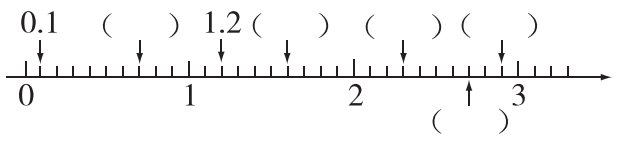 0.1 （  ） 1.2（  ） （  ）（  ）
0 1 2 3
（  ）